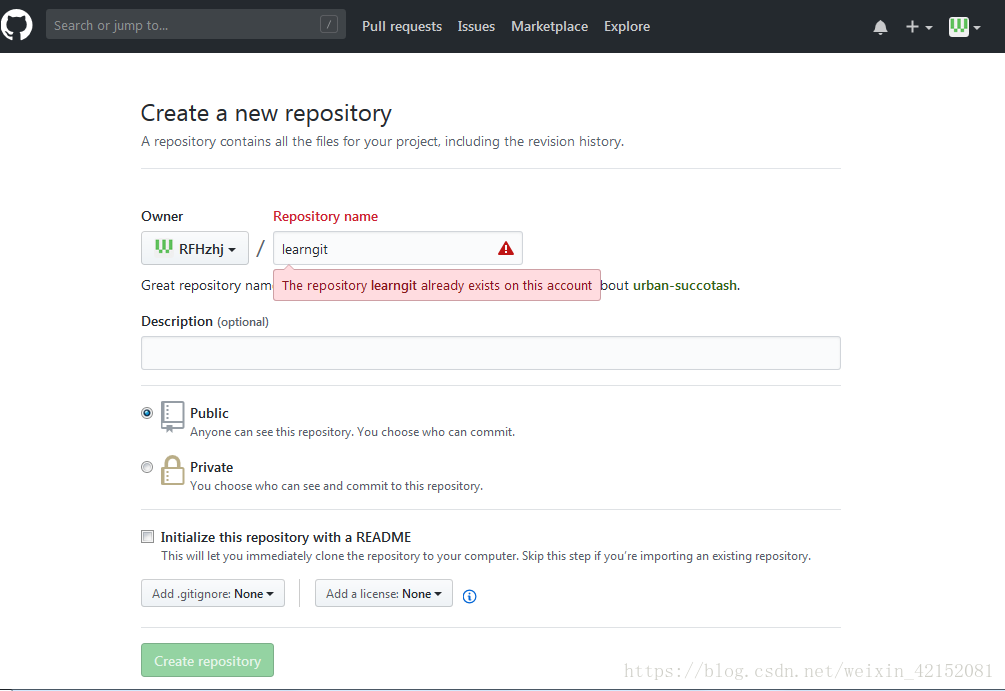 Search or jump to... / Pull requests Issues Marketplace Explore
Create a new repository
A repository contains all the files for your project, including the revision history.
Owner Repository name
RFHzhj / learngit
The repository learngit already exists on this account
Great repository nam bout urban-succotash.
Description (optional)
Public
Anyone can see this repository. You choose who can commit.
Private
You choose who can see and commit to this repository.
Initialize this repository with a README
This will let you immediately clone the repository to your computer. Skip this step if you’re importing an existing repository.
Add .gitignore: None Add a license: None
Create repository
https://blog.csdn.net/weixin_42152081